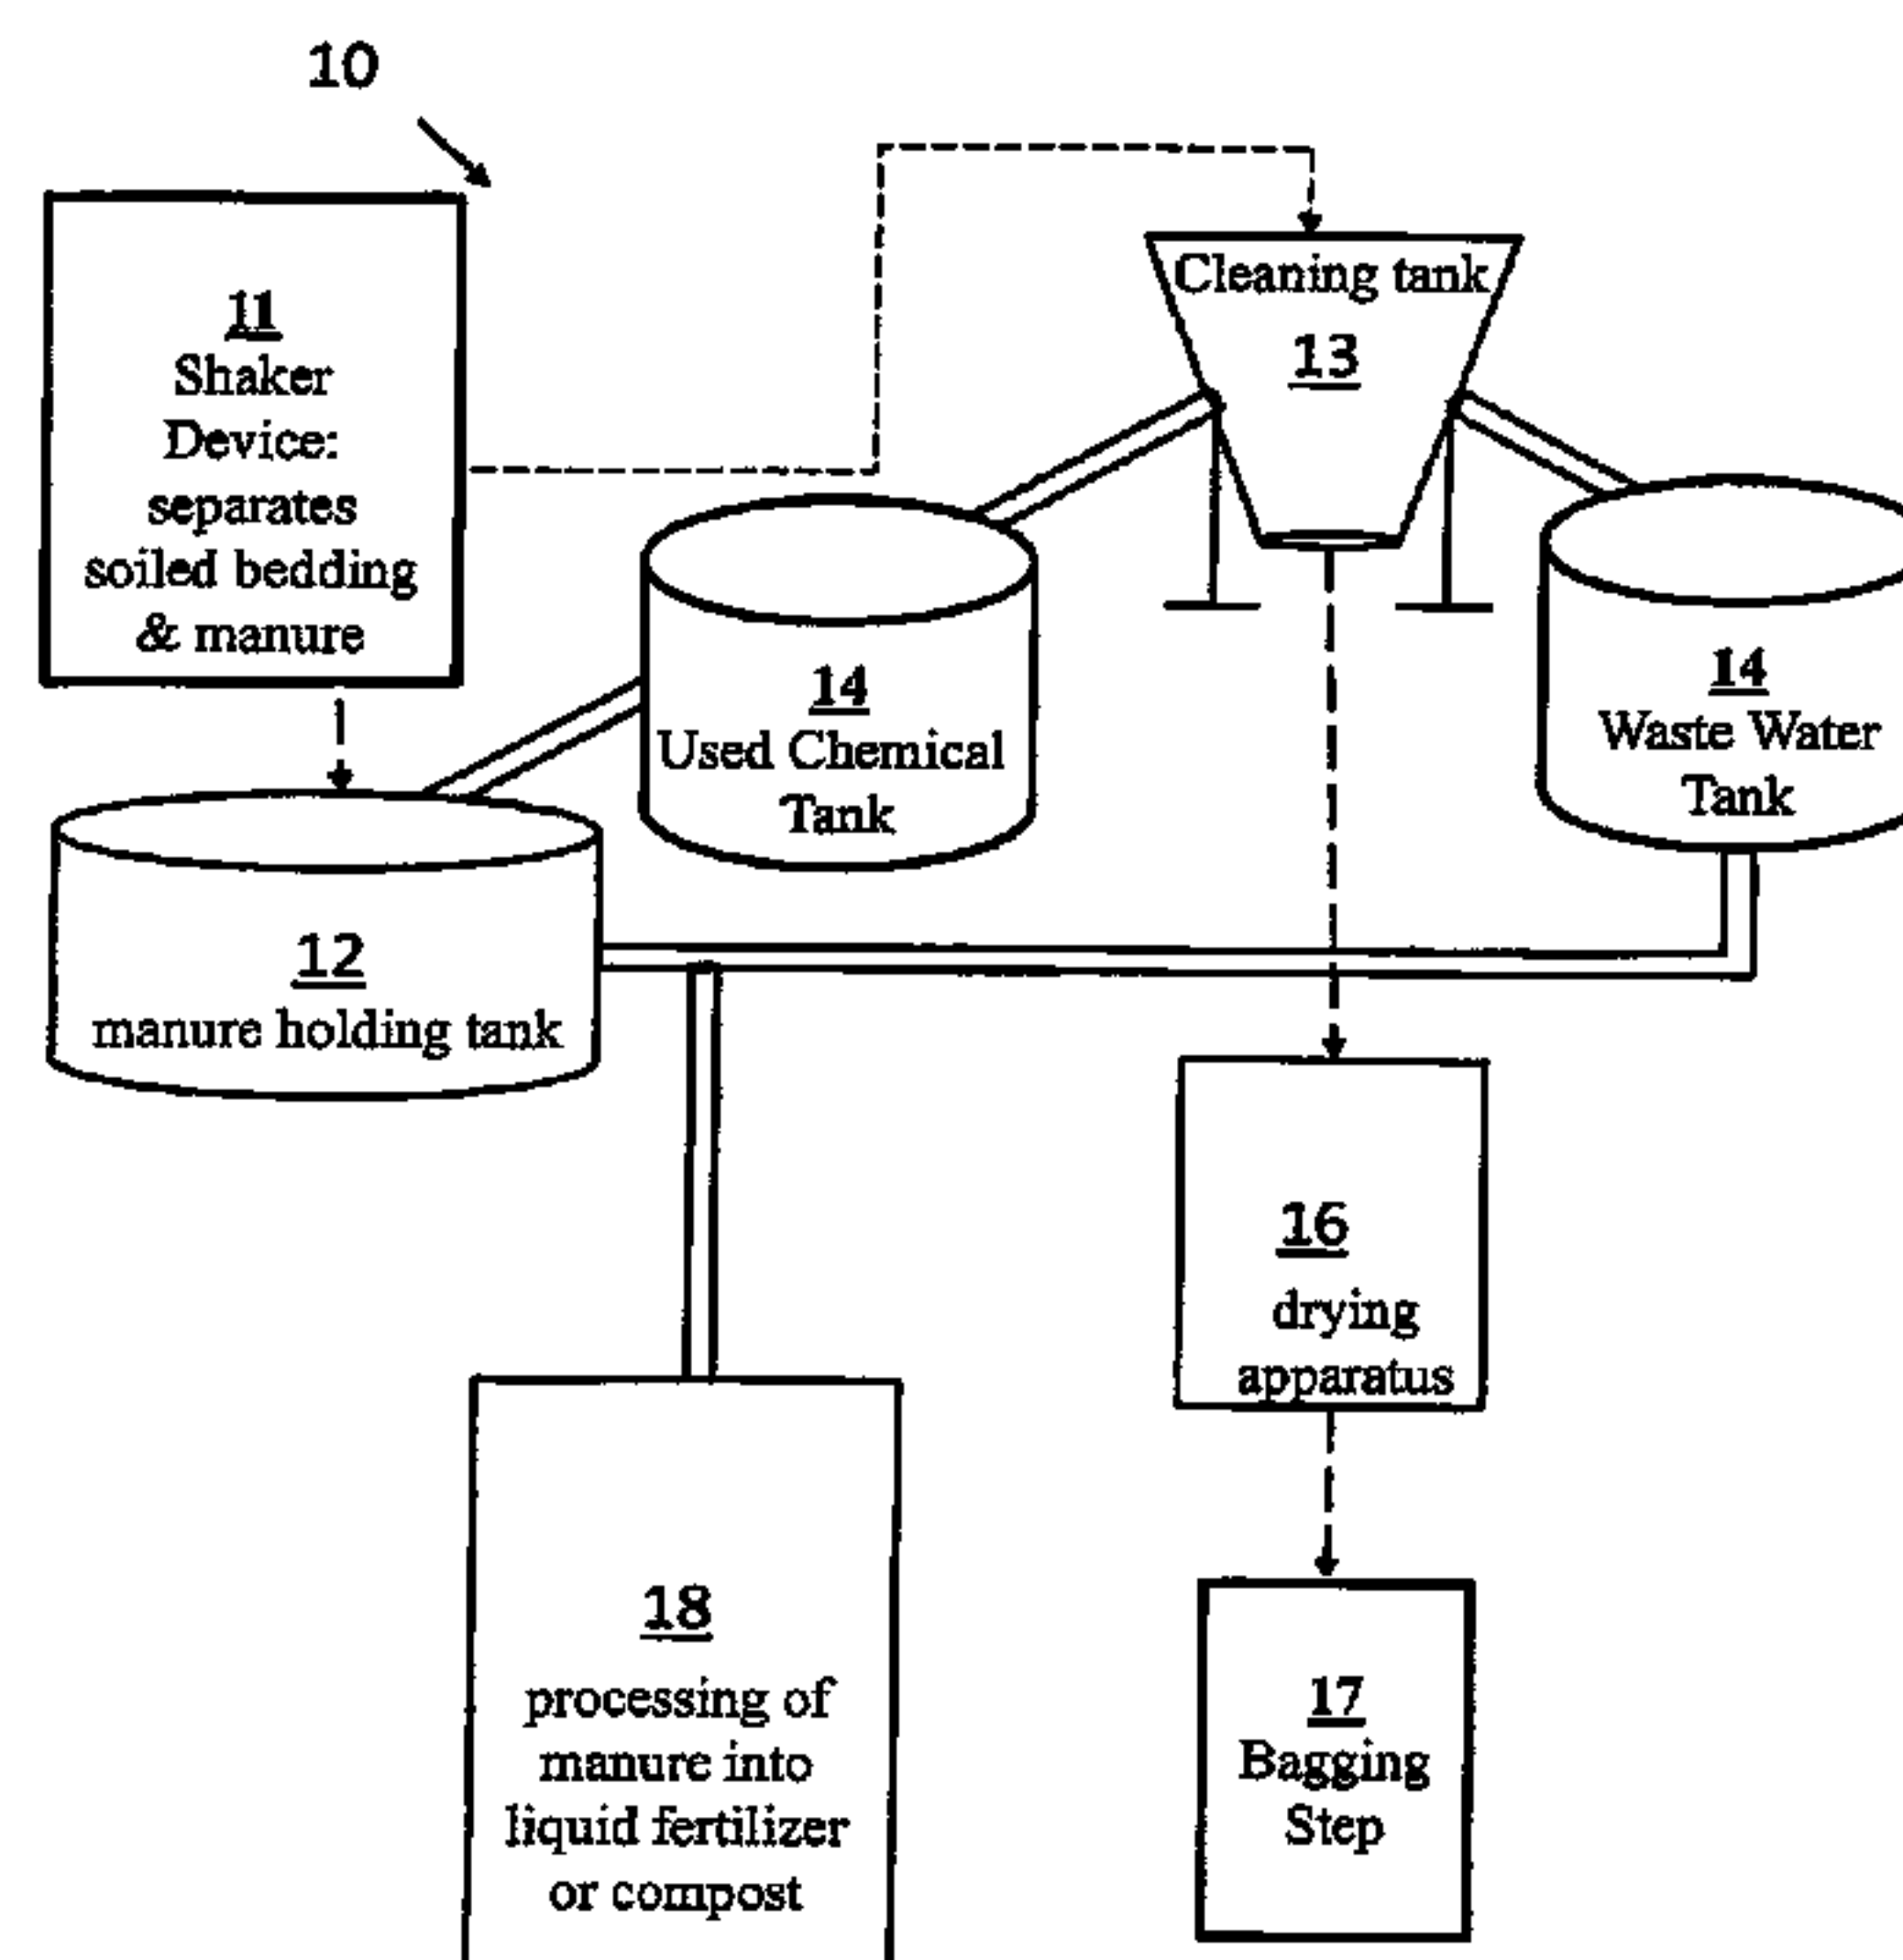 10
11
Shaker
Device:
separates
soiled bedding
& manure
Cleaning tank
13
14
Used Chemical
Tank
14
Waste Water
Tank
12
manure holding tank
16
drying
apparatus
18
processing of
manure into
liquid fertilizer
or compost
17
Bagging
Step